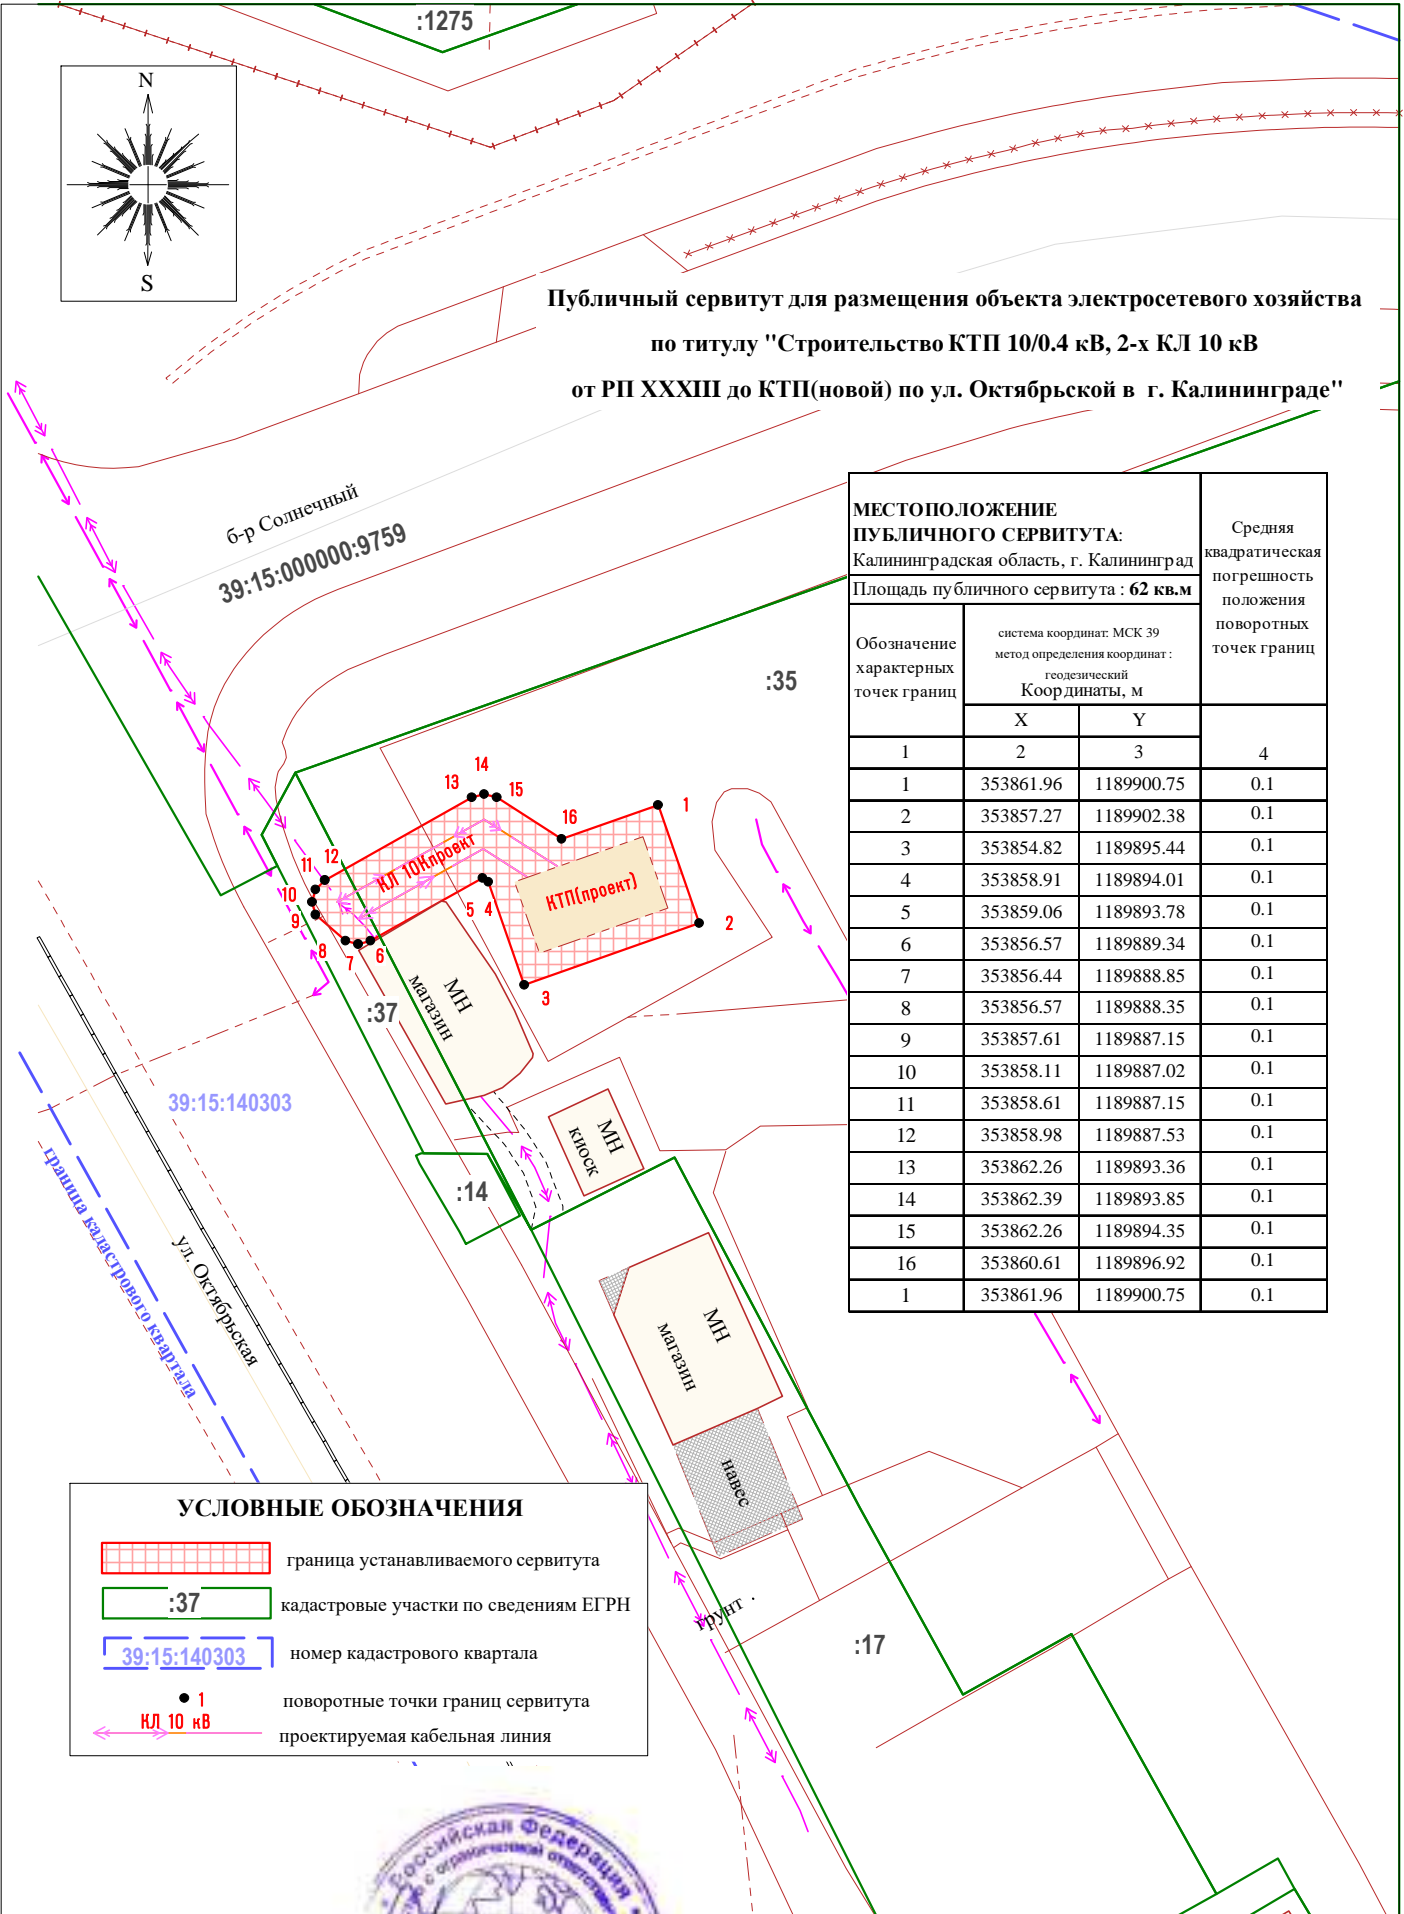 :1275
N
S
Публичный сервитут для размещения объекта электросетевого хозяйства
по титулу "Строительство КТП 10/0.4 кВ, 2-х КЛ 10 кВ
от РП XXXIII до КТП(новой) по ул. Октябрьской в г. Калининграде"
б-р Солнечный
39:15:000000:9759
:35
МЕСТОПОЛОЖЕНИЕ
ПУБЛИЧНОГО СЕРВИТУТА:
Калининградская область, г. Калининград
Площадь публичного сервитута : 62 кв.м
Средняя
квадратическая
погрешность
положения
поворотных
точек границ
Обозначение
характерных
точек границ
система координат: МСК 39
метод определения координат :
геодезический
Координаты, м
X Y
1 2 3 4
1 353861.96 1189900.75 0.1
2 353857.27 1189902.38 0.1
3 353854.82 1189895.44 0.1
4 353858.91 1189894.01 0.1
5 353859.06 1189893.78 0.1
6 353856.57 1189889.34 0.1
7 353856.44 1189888.85 0.1
8 353856.57 1189888.35 0.1
9 353857.61 1189887.15 0.1
10 353858.11 1189887.02 0.1
11 353858.61 1189887.15 0.1
12 353858.98 1189887.53 0.1
13 353862.26 1189893.36 0.1
14 353862.39 1189893.85 0.1
15 353862.26 1189894.35 0.1
16 353860.61 1189896.92 0.1
1 353861.96 1189900.75 0.1
13
14
15
16
1
12
11
10
9
8
7
6
5
4
3
2
КЛ 10Кпроект
КТП(проект)
МН
магазин
:37
39:15:140303
МН
киоск
:14
граница кадастрового квартала
ул. Октябрьская
МН
магазин
навес
грунт .
:17
УСЛОВНЫЕ ОБОЗНАЧЕНИЯ
граница устанавливаемого сервитута
:37
кадастровые участки по сведениям ЕГРН
39:15:140303
номер кадастрового квартала
1
поворотные точки границ сервитута
КЛ 10 кВ
проектируемая кабельная линия
Российская Федерация
с ограниченной